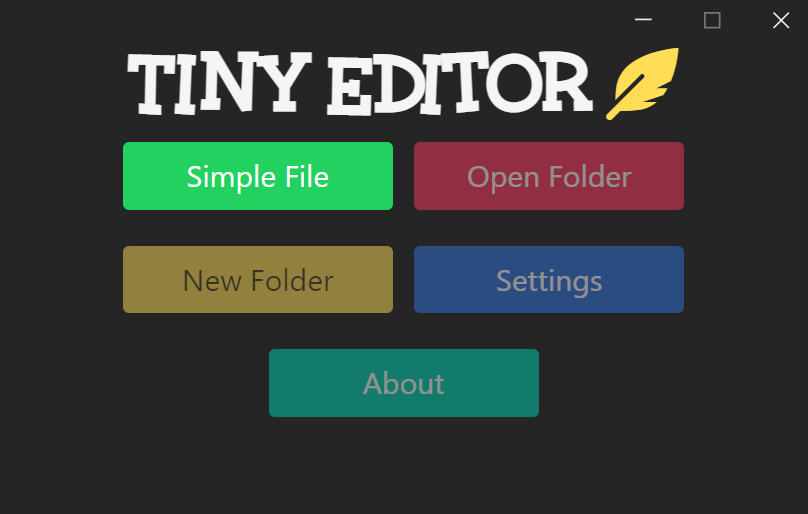 TINY EDITOR
Simple File
Open Folder
New Folder
Settings
About